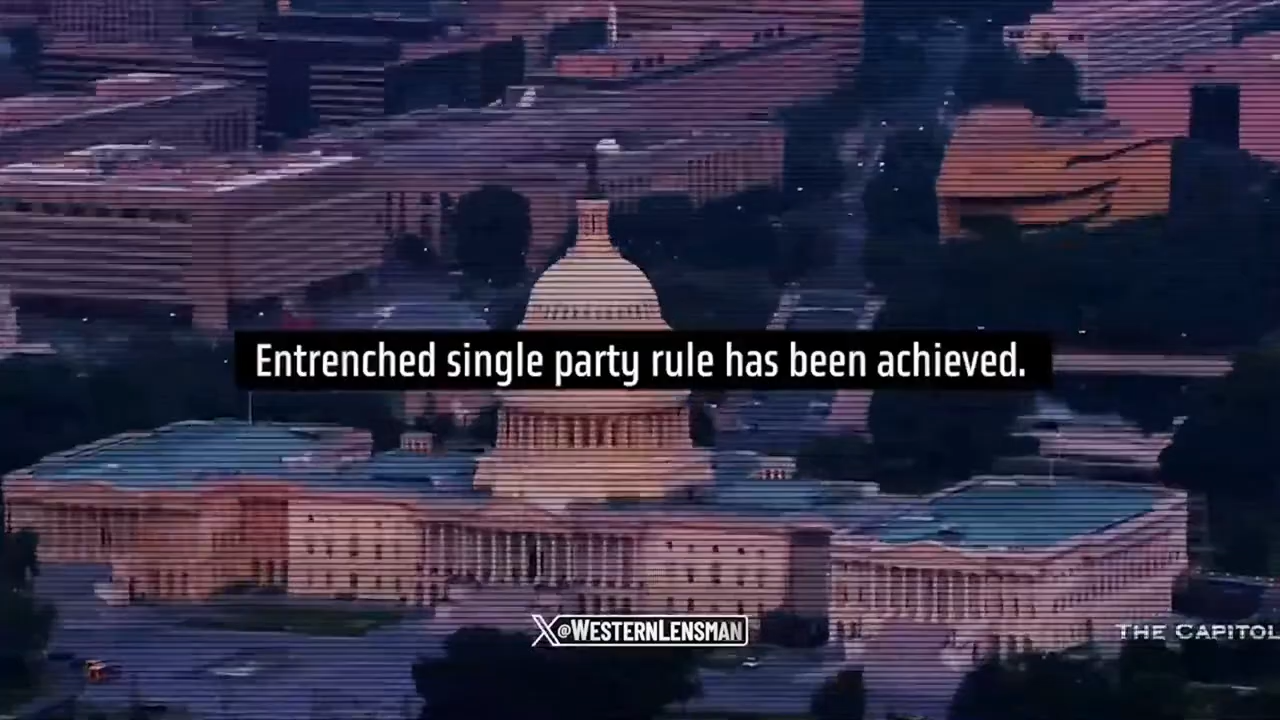 Entrenched single party rule has been achieved.
X@WESTERNLENSMAN
THE CAPITOL